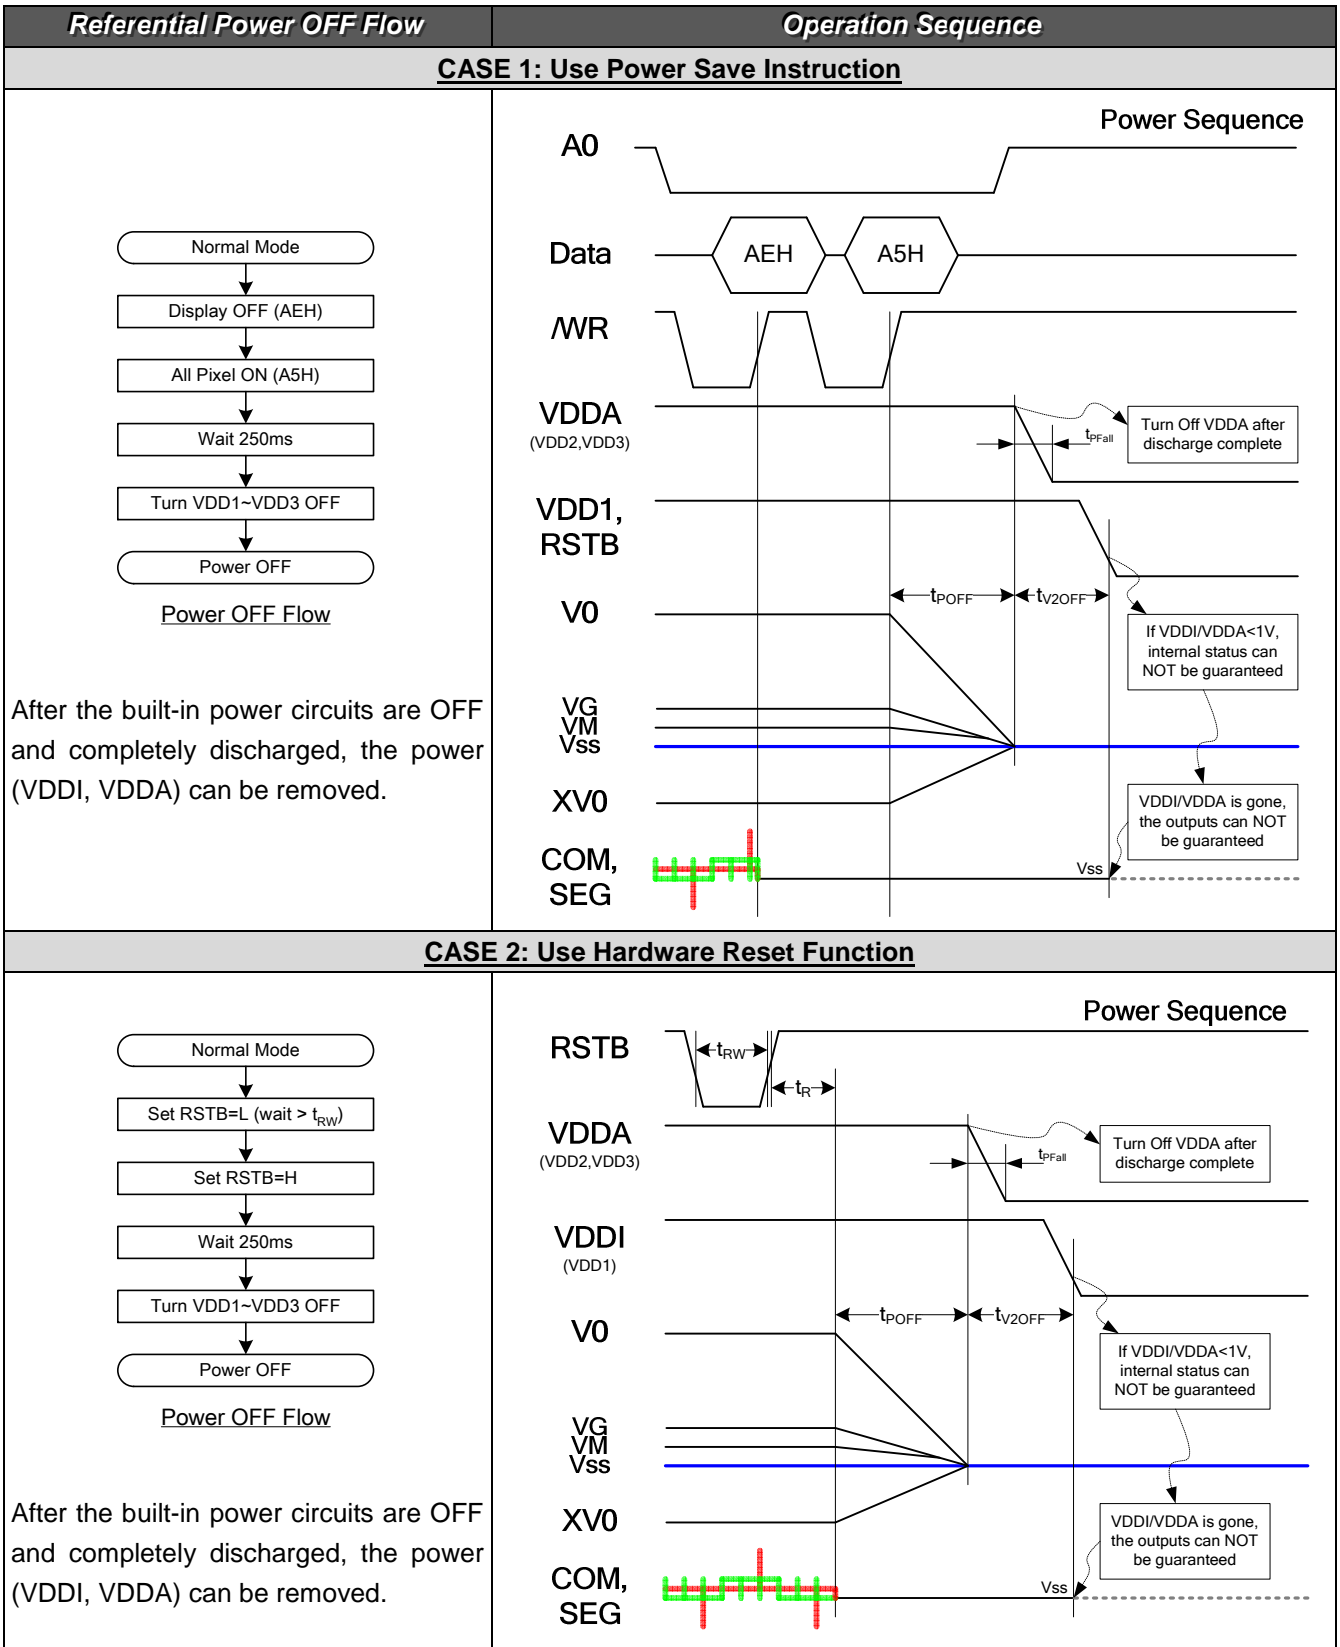 Referential Power OFF Flow
Operation Sequence
CASE 1: Use Power Save Instruction
Normal Mode
Display OFF (AEH)
All Pixel ON (A5H)
Wait 250ms
Turn VDD1~VDD3 OFF
Power OFF
Power OFF Flow
After the built-in power circuits are OFF
and completely discharged, the power
(VDDI, VDDA) can be removed.
Power Sequence
A0
Data
AEH
A5H
/WR
VDDA
(VDD2,VDD3)
tPFall
Turn Off VDDA after
discharge complete
VDD1,
RSTB
tPOFF
tV2OFF
V0
If VDDI/VDDA<1V,
internal status can
NOT be guaranteed
VG
VM
Vss
XV0
VDDI/VDDA is gone,
the outputs can NOT
be guaranteed
COM,
SEG
Vss
CASE 2: Use Hardware Reset Function
Normal Mode
Set RSTB=L (wait > tRW)
Set RSTB=H
Wait 250ms
Turn VDD1~VDD3 OFF
Power OFF
Power OFF Flow
After the built-in power circuits are OFF
and completely discharged, the power
(VDDI, VDDA) can be removed.
Power Sequence
RSTB
tRW
tR
VDDA
(VDD2,VDD3)
tPFall
Turn Off VDDA after
discharge complete
VDDI
(VDD1)
tPOFF
tV2OFF
V0
If VDDI/VDDA<1V,
internal status can
NOT be guaranteed
VG
VM
Vss
XV0
VDDI/VDDA is gone,
the outputs can NOT
be guaranteed
COM,
SEG
Vss